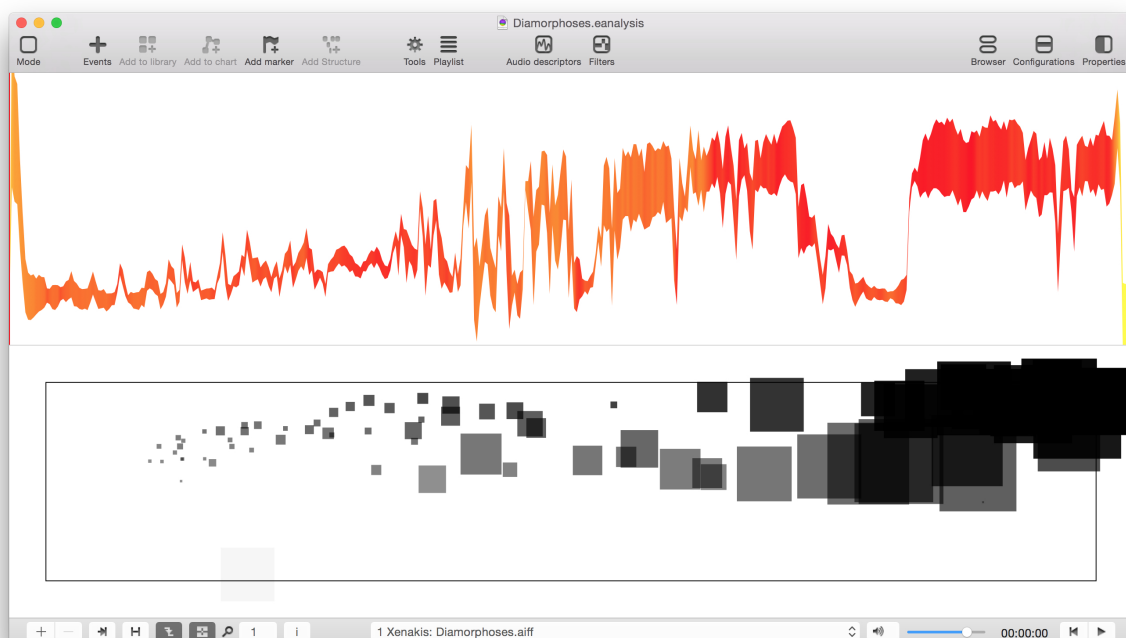 Diamorphoses.eanalysis
Mode Events Add to library Add to chart Add marker Add Structure Tools Playlist Audio descriptors Filters Browser Configurations Properties
1 i 1 Xenakis: Diamorphoses.aiff 00:00:00